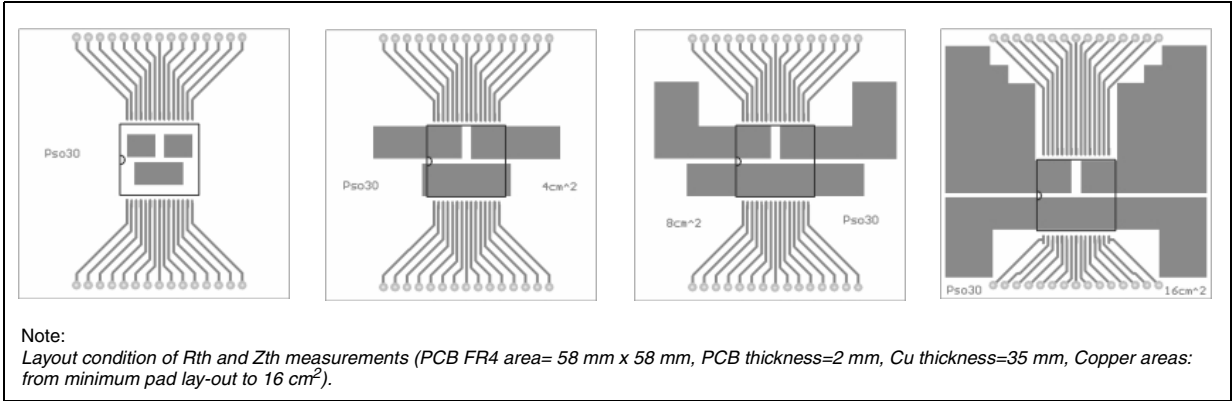 Pso30
Pso30
4cm^2
8cm^2
Pso30
Pso30
16cm^2
Note:
Layout condition of Rth and Zth measurements (PCB FR4 area= 58 mm x 58 mm, PCB thickness=2 mm, Cu thickness=35 mm, Copper areas:
from minimum pad lay-out to 16 cm²).